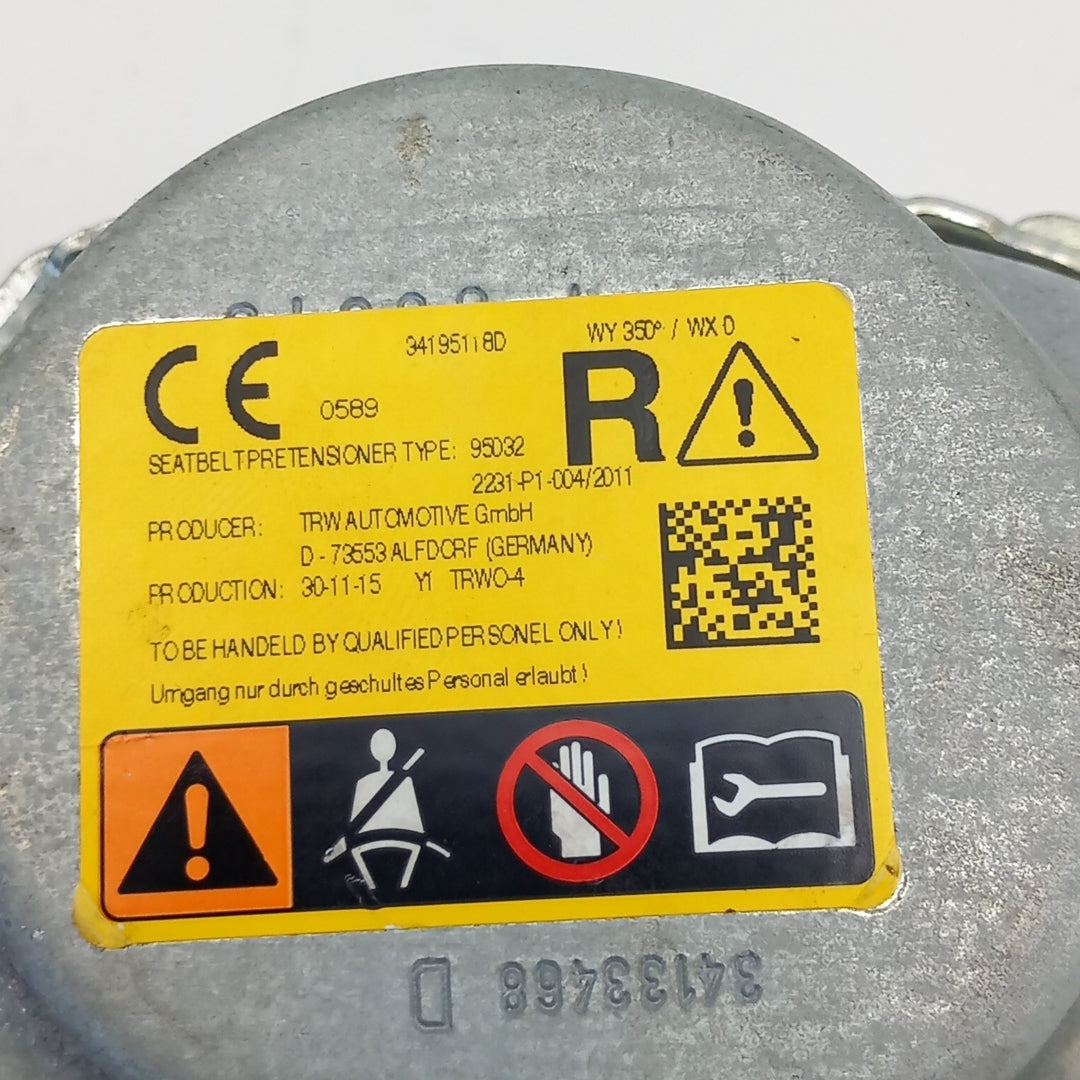 34195118D WY 350° / WX 0
CE 0589 R
SEATBELTPRETENSIONER TYPE: 95032
2231-P1-004/2011
PRODUCER: TRW AUTOMOTIVE GmbH
D - 73553 ALFDORF (GERMANY)
PRODUCTION: 30-11-15 Y1 TRWO-4
TO BE HANDELD BY QUALIFIED PERSONEL ONLY!
Umgang nur durch geschultes Personal erlaubt!
34133468 D